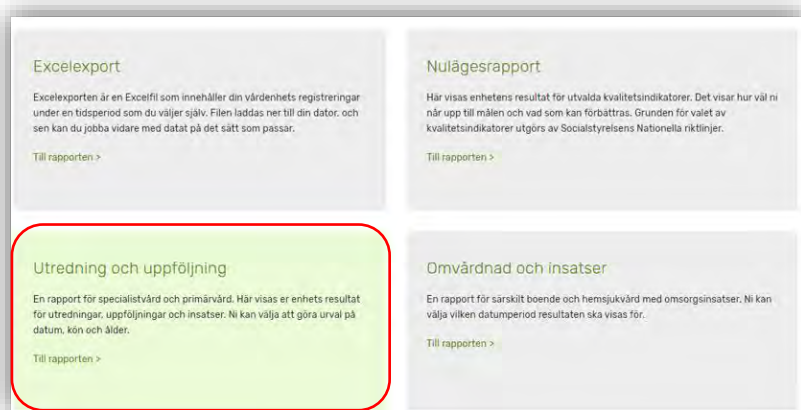 Excelexport
Excelexporten är en Excelfil som innehåller din vårdenhets registreringar
under en tidsperiod som du väljer själv. Filen laddas ner till din dator, och
sen kan du jobba vidare med datat på det sätt som passar.
Till rapporten >
Nulägesrapport
Här visas enhetens resultat för utvalda kvalitetsindikatorer. Det visar hur väl ni
når upp till målen och vad som kan förbättras. Grunden för valet av
kvalitetsindikatorer utgörs av Socialstyrelsens Nationella riktlinjer.
Till rapporten >
Utredning och uppföljning
En rapport för specialistvård och primärvård. Här visas er enhets resultat
för utredningar, uppföljningar och insatser. Ni kan välja att göra urval på
datum, kön och ålder.
Till rapporten >
Omvårdnad och insatser
En rapport för särskilt boende och hemsjukvård med omsorgsinsatser. Ni kan
välja vilken datumperiod resultaten ska visas för.
Till rapporten >